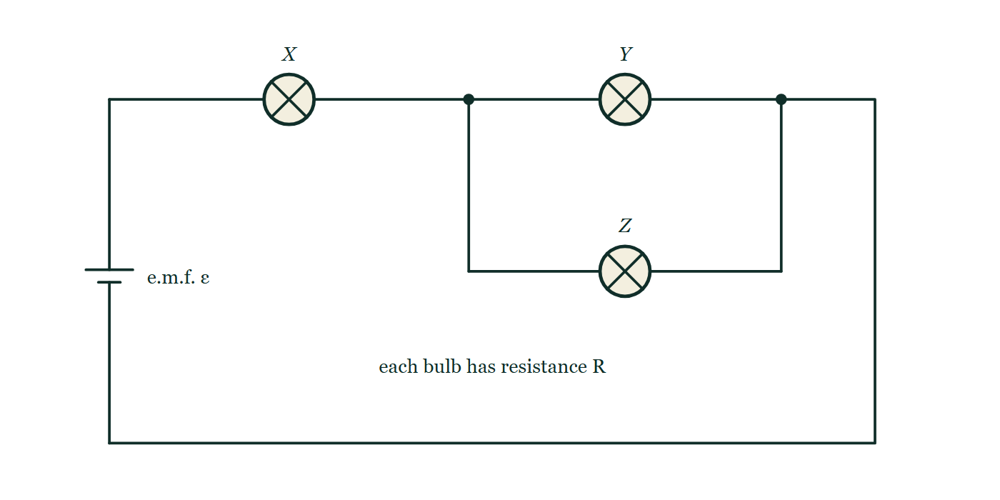 X
Y
Z
e.m.f. ε
each bulb has resistance R